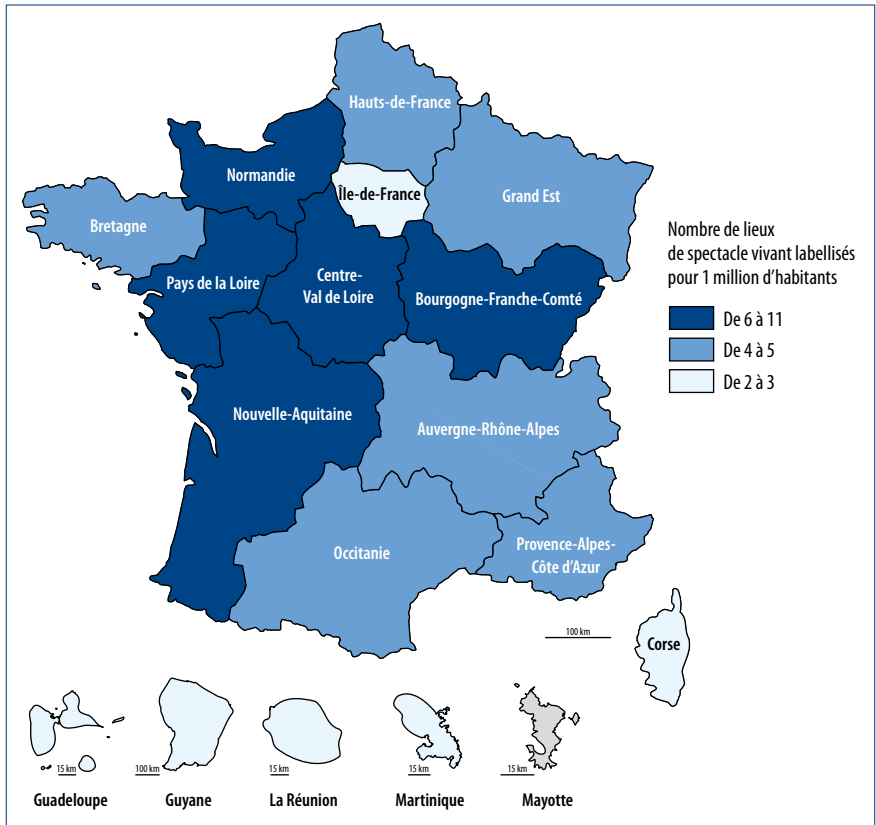 Hauts-de-France
Normandie
Île-de-France
Grand Est
Bretagne
Nombre de lieux
de spectacle vivant labellisés
pour 1 million d'habitants
De 6 à 11
De 4 à 5
De 2 à 3
Pays de la Loire
Centre-
Val de Loire
Bourgogne-Franche-Comté
Nouvelle-Aquitaine
Auvergne-Rhône-Alpes
Occitanie
Provence-Alpes-
Côte d'Azur
100 km
Corse
15 km
100 km
15 km
15 km
15 km
Guadeloupe
Guyane
La Réunion
Martinique
Mayotte